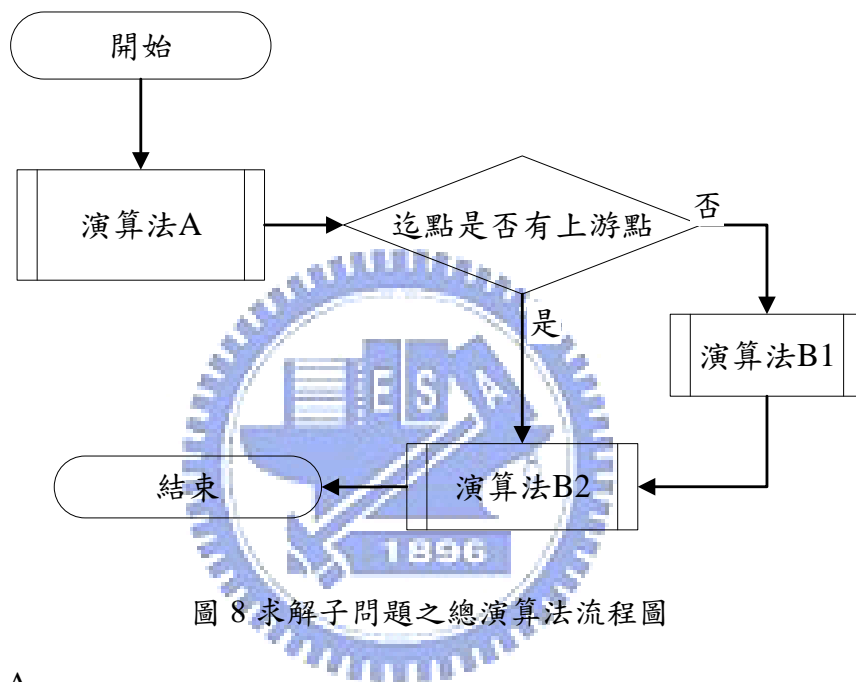 開始
演算法A
迄點是否有上游點
否
是
演算法B1
演算法B2
結束
E S A
1896
圖 8 求解子問題之總演算法流程圖
A